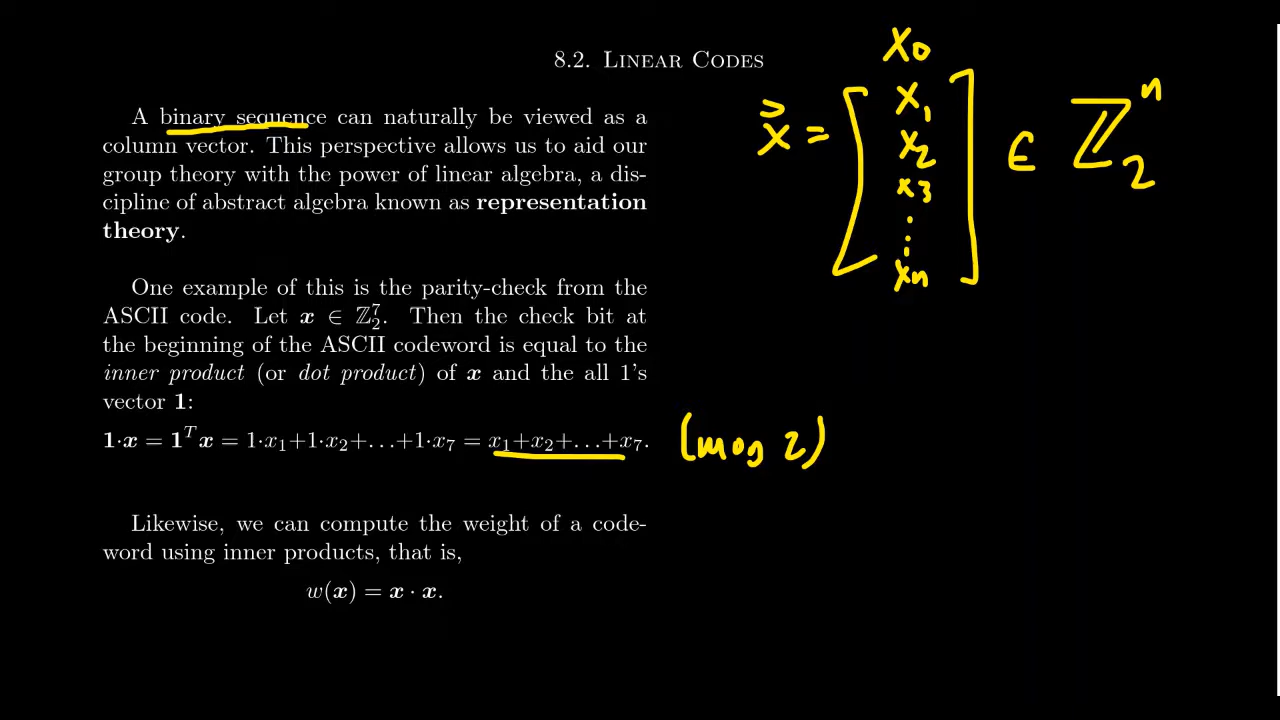 8.2. Linear Codes
A binary sequence can naturally be viewed as a
column vector. This perspective allows us to aid our
group theory with the power of linear algebra, a dis-
cipline of abstract algebra known as representation
theory.
One example of this is the parity-check from the
ASCII code. Let x ∈ ℤ₂⁷. Then the check bit at
the beginning of the ASCII codeword is equal to the
inner product (or dot product) of x and the all 1's
vector 1:
1·x = 1ᵀx = 1·x₁+1·x₂+...+1·x₇ = x₁+x₂+...+x₇. (mod 2)
Likewise, we can compute the weight of a code-
word using inner products, that is,
w(x) = x · x.
x₀
x⃗ = [x₁
x₂
x₃
⋮
xₙ] ∈ ℤ₂ⁿ